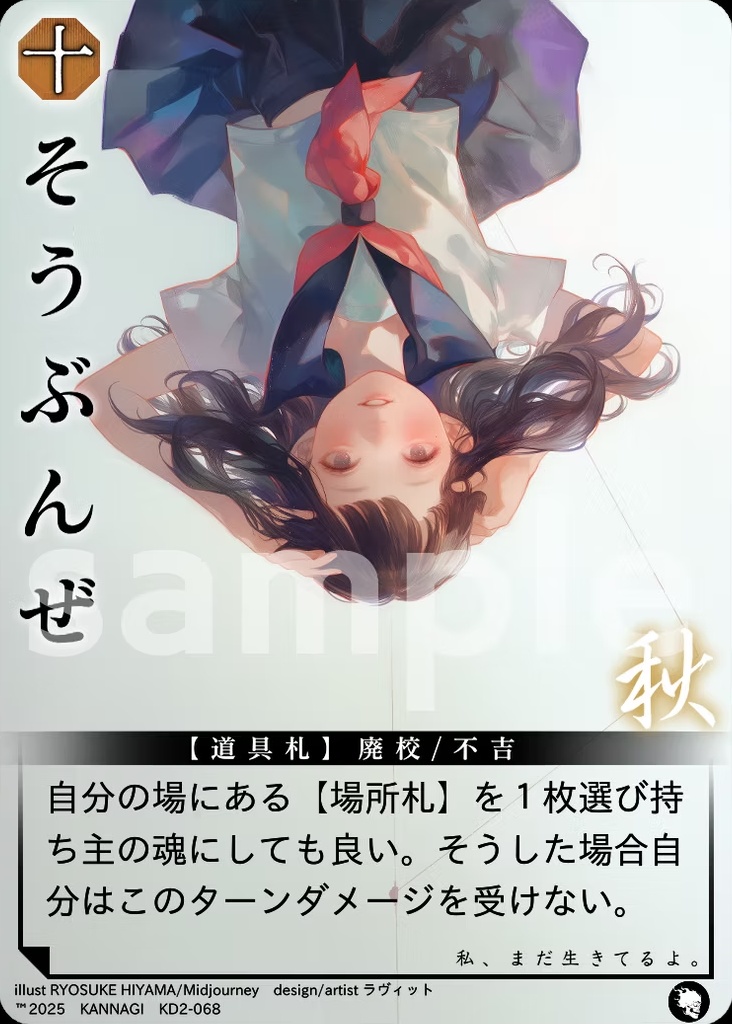 十
そうぶんぜ
sample
秋
【道具札】廃校/不吉
自分の場にある【場所札】を1枚選び持
ち主の魂にしても良い。そうした場合自
分はこのターンダメージを受けない。
私、まだ生きてるよ。
illust RYOSUKE HIYAMA/Midjourney design/artist ラヴィット
™2025 KANNAGI KD2-068